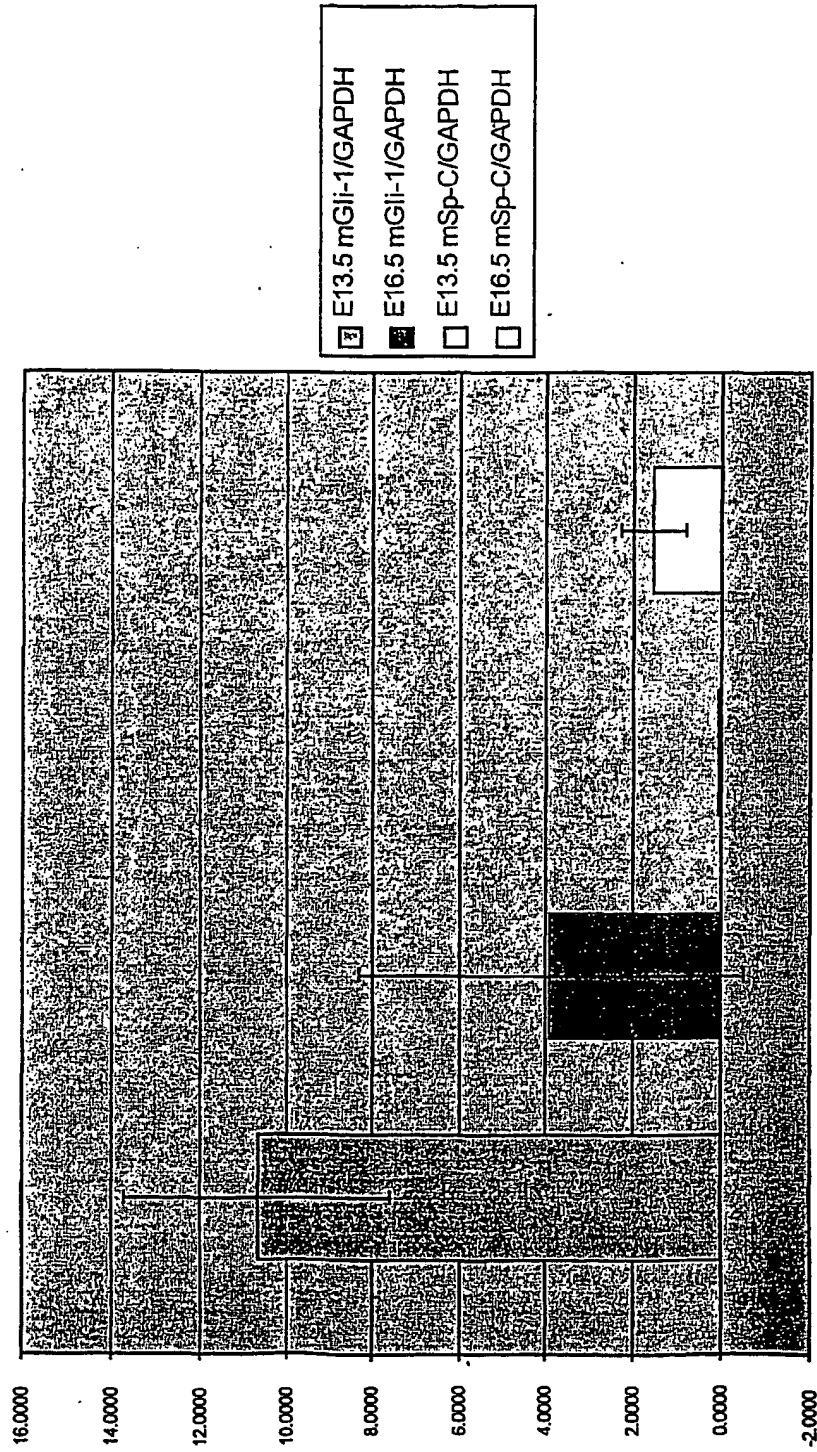 16.0000
14.0000
12.0000
10.0000
8.0000
6.0000
4.0000
2.0000
0.0000
-2.0000
E13.5 mGli-1/GAPDH
E16.5 mGli-1/GAPDH
E13.5 mSp-C/GAPDH
E16.5 mSp-C/GAPDH